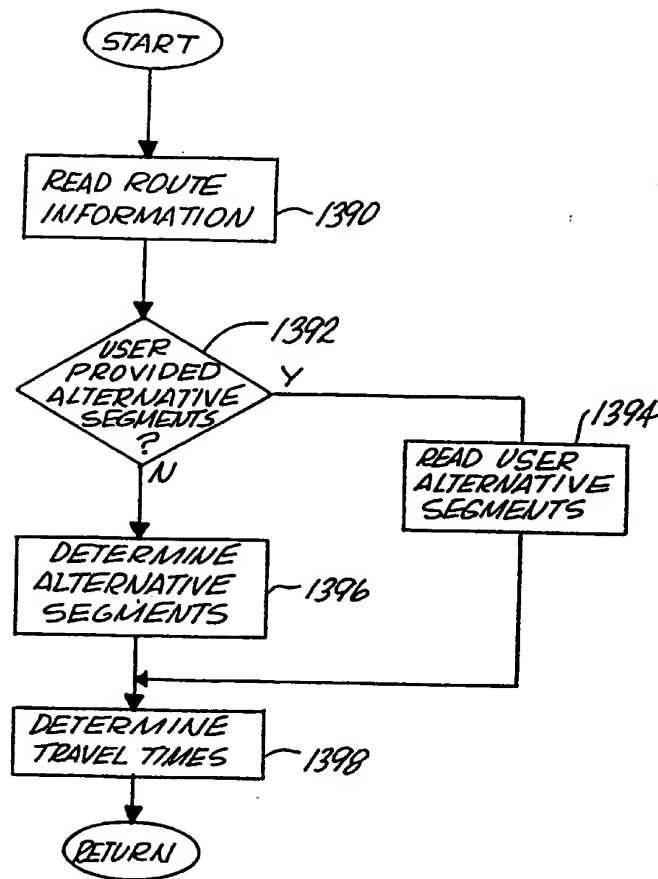 START
READ ROUTE
INFORMATION
1390
1392
USER
PROVIDED
ALTERNATIVE
SEGMENTS
?
Y
N
1394
READ USER
ALTERNATIVE
SEGMENTS
DETERMINE
ALTERNATIVE
SEGMENTS
1396
DETERMINE
TRAVEL TIMES
1398
RETURN